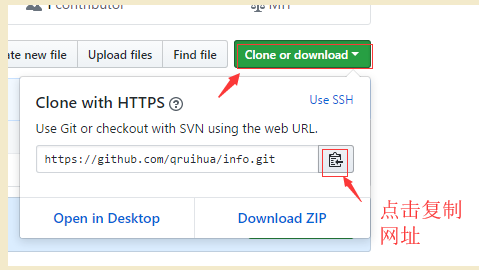 1 contributor
MIT
ate new file
Upload files
Find file
Clone or download
Clone with HTTPS ?
Use SSH
Use Git or checkout with SVN using the web URL.
https://github.com/qruihua/info.git
点击复制
网址
Open in Desktop
Download ZIP